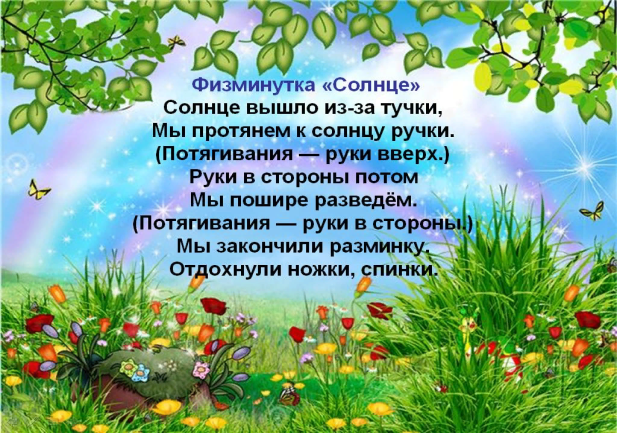 Физминутка «Солнце»
Солнце вышло из-за тучки,
Мы протянем к солнцу ручки.
(Потягивания — руки вверх.)
Руки в стороны потом
Мы пошире разведём.
(Потягивания — руки в стороны.)
Мы закончили разминку.
Отдохнули ножки, спинки.